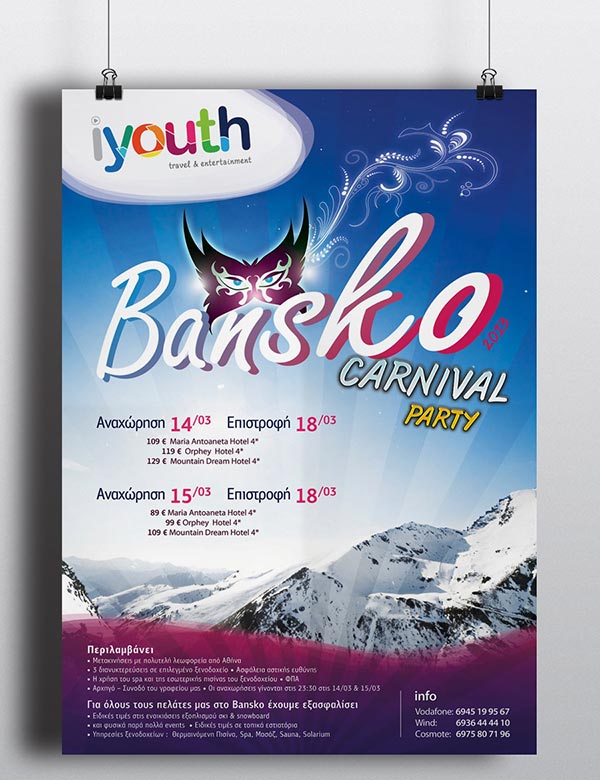 iyouth
travel & entertainment
Bansko
2013
CARNIVAL
PARTY
Αναχώρηση 14/03 Επιστροφή 18/03
109 € Maria Antoaneta Hotel 4*
119 € Orphey Hotel 4*
129 € Mountain Dream Hotel 4*
Αναχώρηση 15/03 Επιστροφή 18/03
89 € Maria Antoaneta Hotel 4*
99 € Orphey Hotel 4*
109 € Mountain Dream Hotel 4*
Περιλαμβάνει
• Μετακινήσεις με πολυτελή λεωφορεία από Αθήνα
• 3 διανυκτερεύσεις σε επιλεγμένο ξενοδοχείο • Ασφάλεια αστικής ευθύνης
• Η χρήση του spa και της εσωτερικής πισίνας του ξενοδοχείου • ΦΠΑ
• Αρχηγό – Συνοδό του γραφείου μας • Οι αναχωρήσεις γίνονται στις 23:30 στις 14/03 & 15/03
Για όλους τους πελάτες μας στο Bansko έχουμε εξασφαλίσει
• Ειδικές τιμές στις ενοικιάσεις εξοπλισμού ski & snowboard
• και φυσικά παρά πολλά events • Ειδικές τιμές σε τοπικά εστιατόρια
• Υπηρεσίες ξενοδοχείων : Θερμαινόμενη Πισίνα, Spa, Μασάζ, Sauna, Solarium
info
Vodafone: 6945 19 95 67
Wind: 6936 44 44 10
Cosmote: 6975 80 71 96